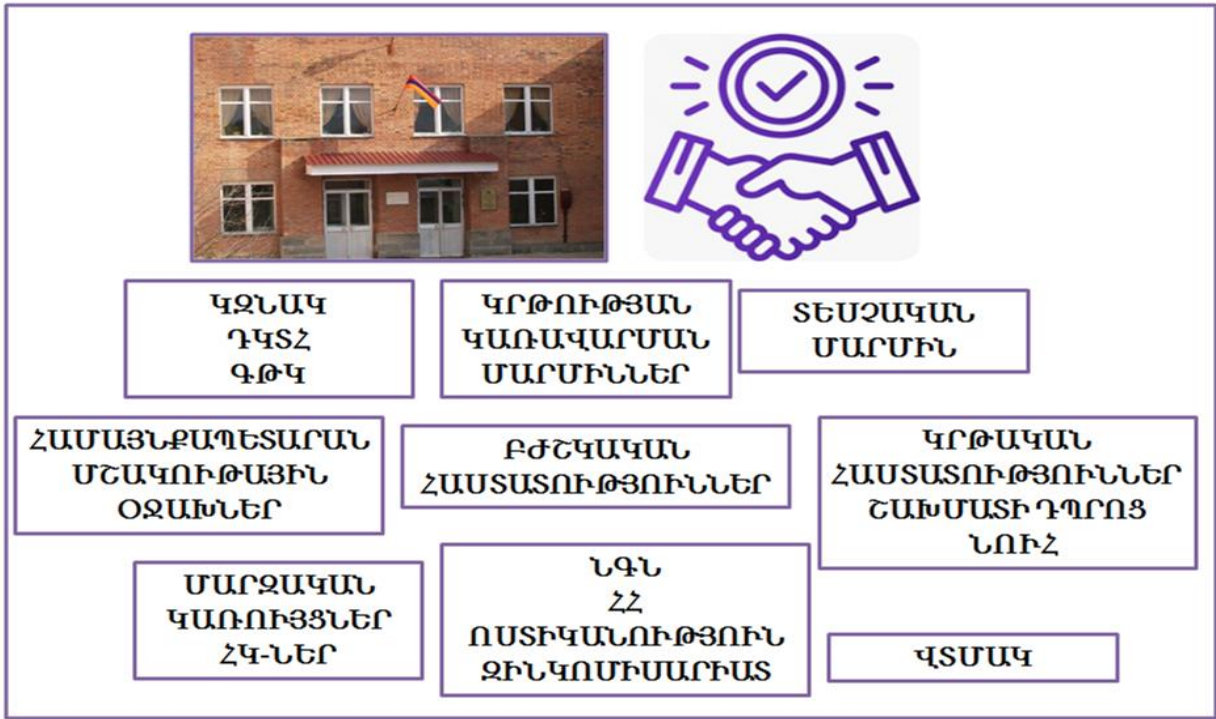 ԿԶՆԱԿ
ԴԿՏՀ
ԳԹԿ
ԿՐԹՈՒԹՅԱՆ
ԿԱՌԱՎԱՐՄԱՆ
ՄԱՐՄԻՆՆԵՐ
ՏԵՍՉԱԿԱՆ
ՄԱՐՄԻՆ
ՀԱՄԱՅՆՔԱՊԵՏԱՐԱՆ
ՄՇԱԿՈՒԹԱՅԻՆ
ՕՋԱԽՆԵՐ
ԲԺՇԿԱԿԱՆ
ՀԱՍՏԱՏՈՒԹՅՈՒՆՆԵՐ
ԿՐԹԱԿԱՆ
ՀԱՍՏԱՏՈՒԹՅՈՒՆՆԵՐ
ՇԱԽՄԱՏԻ ԴՊՐՈՑ
ՆՈՒՀ
ՄԱՐԶԱԿԱՆ
ԿԱՌՈՒՅՑՆԵՐ
ՀԿ-ՆԵՐ
ՆԳՆ
ՀՀ
ՈՍՏԻԿԱՆՈՒԹՅՈՒՆ
ԶԻՆԿՈՄԻՍԱՐԻԱՏ
ՎՏՄԱԿ